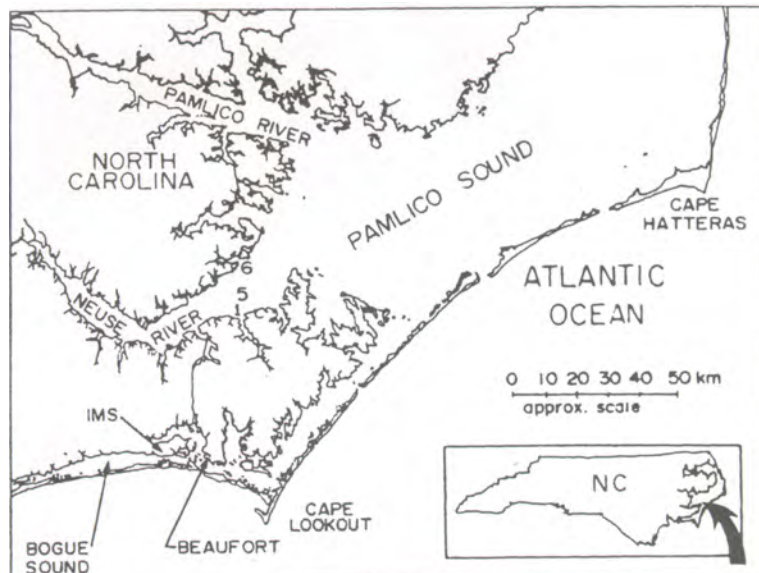 PAMLICO RIVER
NORTH
CAROLINA
PAMLICO SOUND
CAPE
HATTERAS
6
ATLANTIC
OCEAN
5
NEUSE RIVER
0 10 20 30 40 50 km
approx. scale
IMS
NC
CAPE
LOOKOUT
BOGUE
SOUND
BEAUFORT